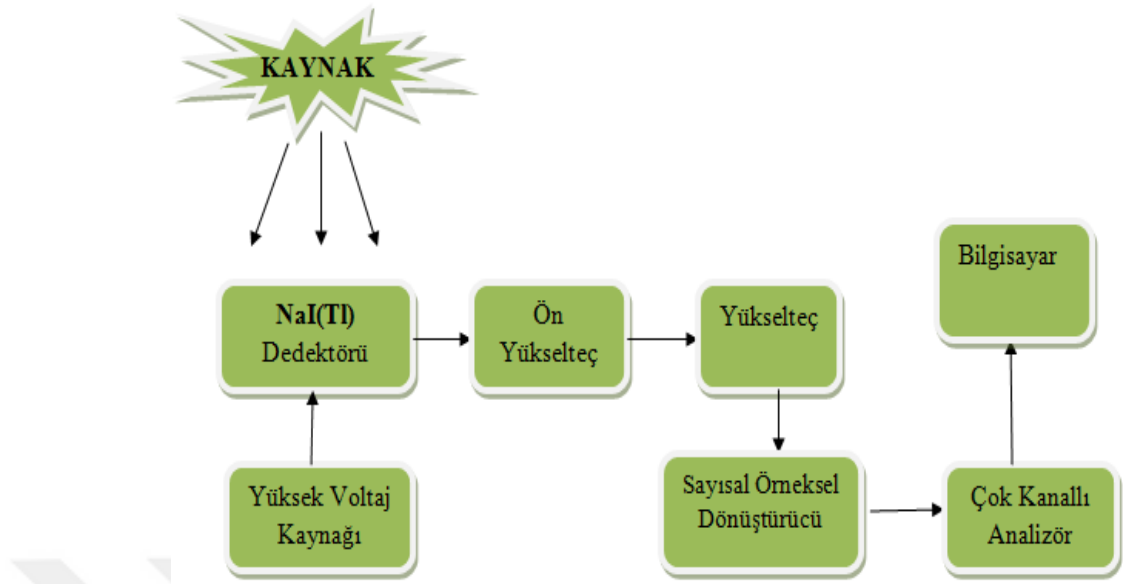 KAYNAK
NaI(Tl)
Dedektörü
Ön
Yükselteç
Yükselteç
Bilgisayar
Yüksek Voltaj
Kaynağı
Sayısal Örneksel
Dönüştürücü
Çok Kanallı
Analizör